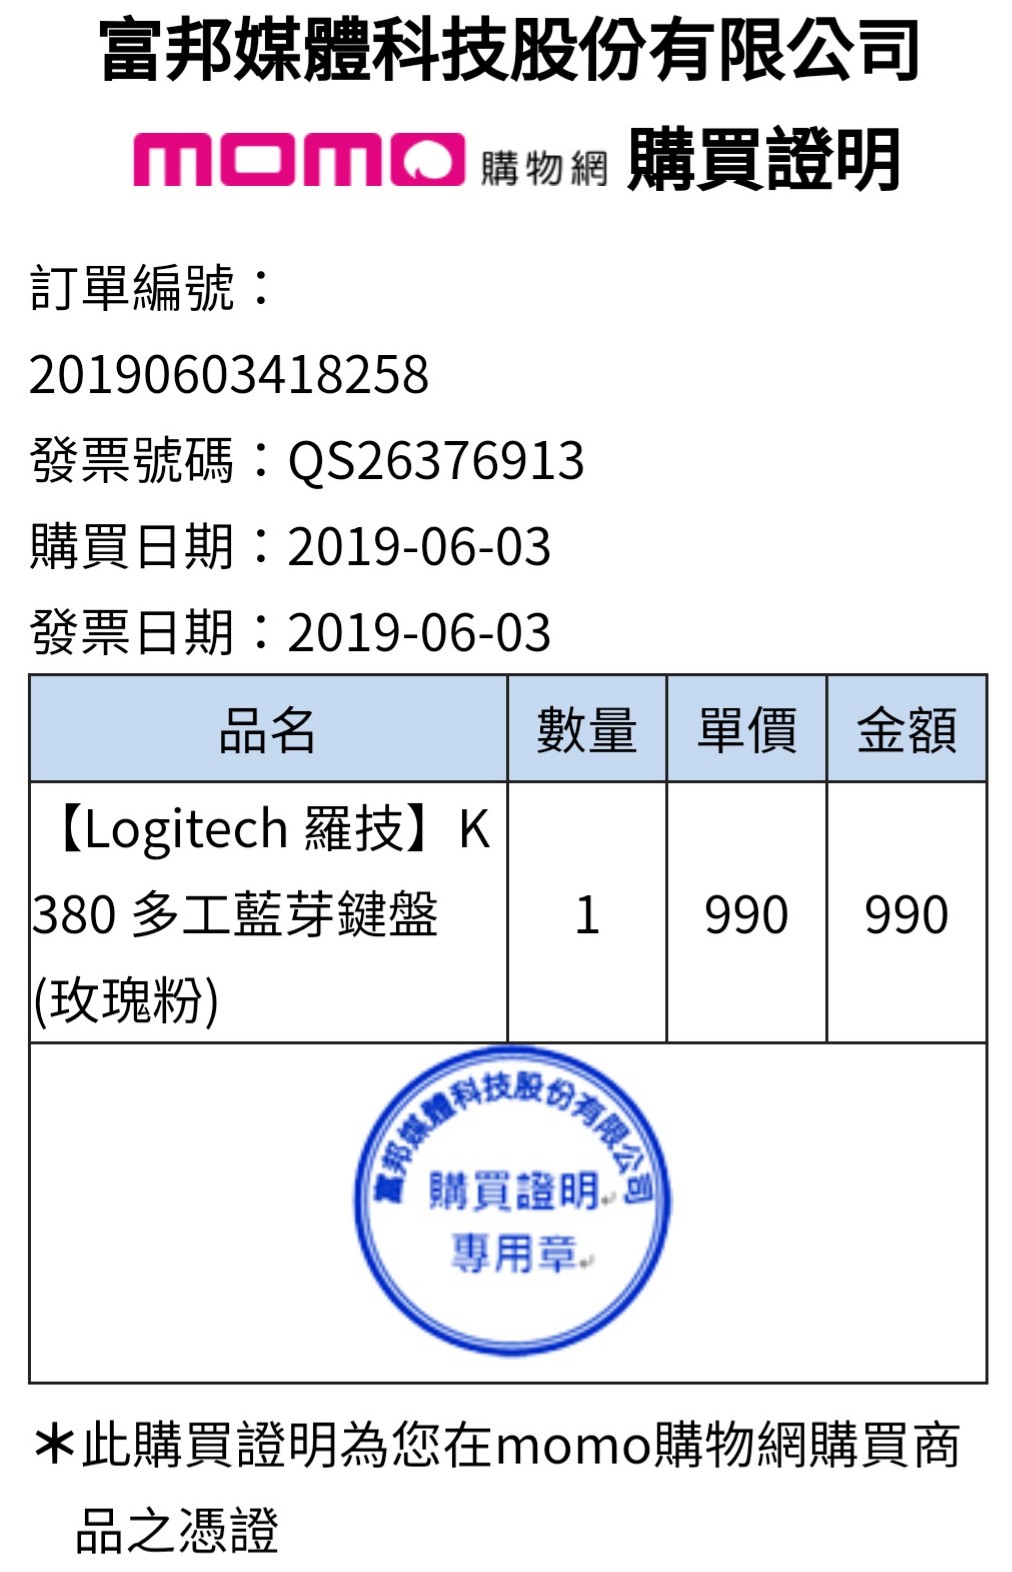 富邦媒體科技股份有限公司
momo 購物網 購買證明
訂單編號：
20190603418258
發票號碼：QS26376913
購買日期：2019-06-03
發票日期：2019-06-03
品名 數量 單價 金額
【Logitech 羅技】K
380 多工藍芽鍵盤
(玫瑰粉)
1 990 990
富邦媒體科技股份有限公司
購買證明
專用章
＊此購買證明為您在momo購物網購買商
品之憑證